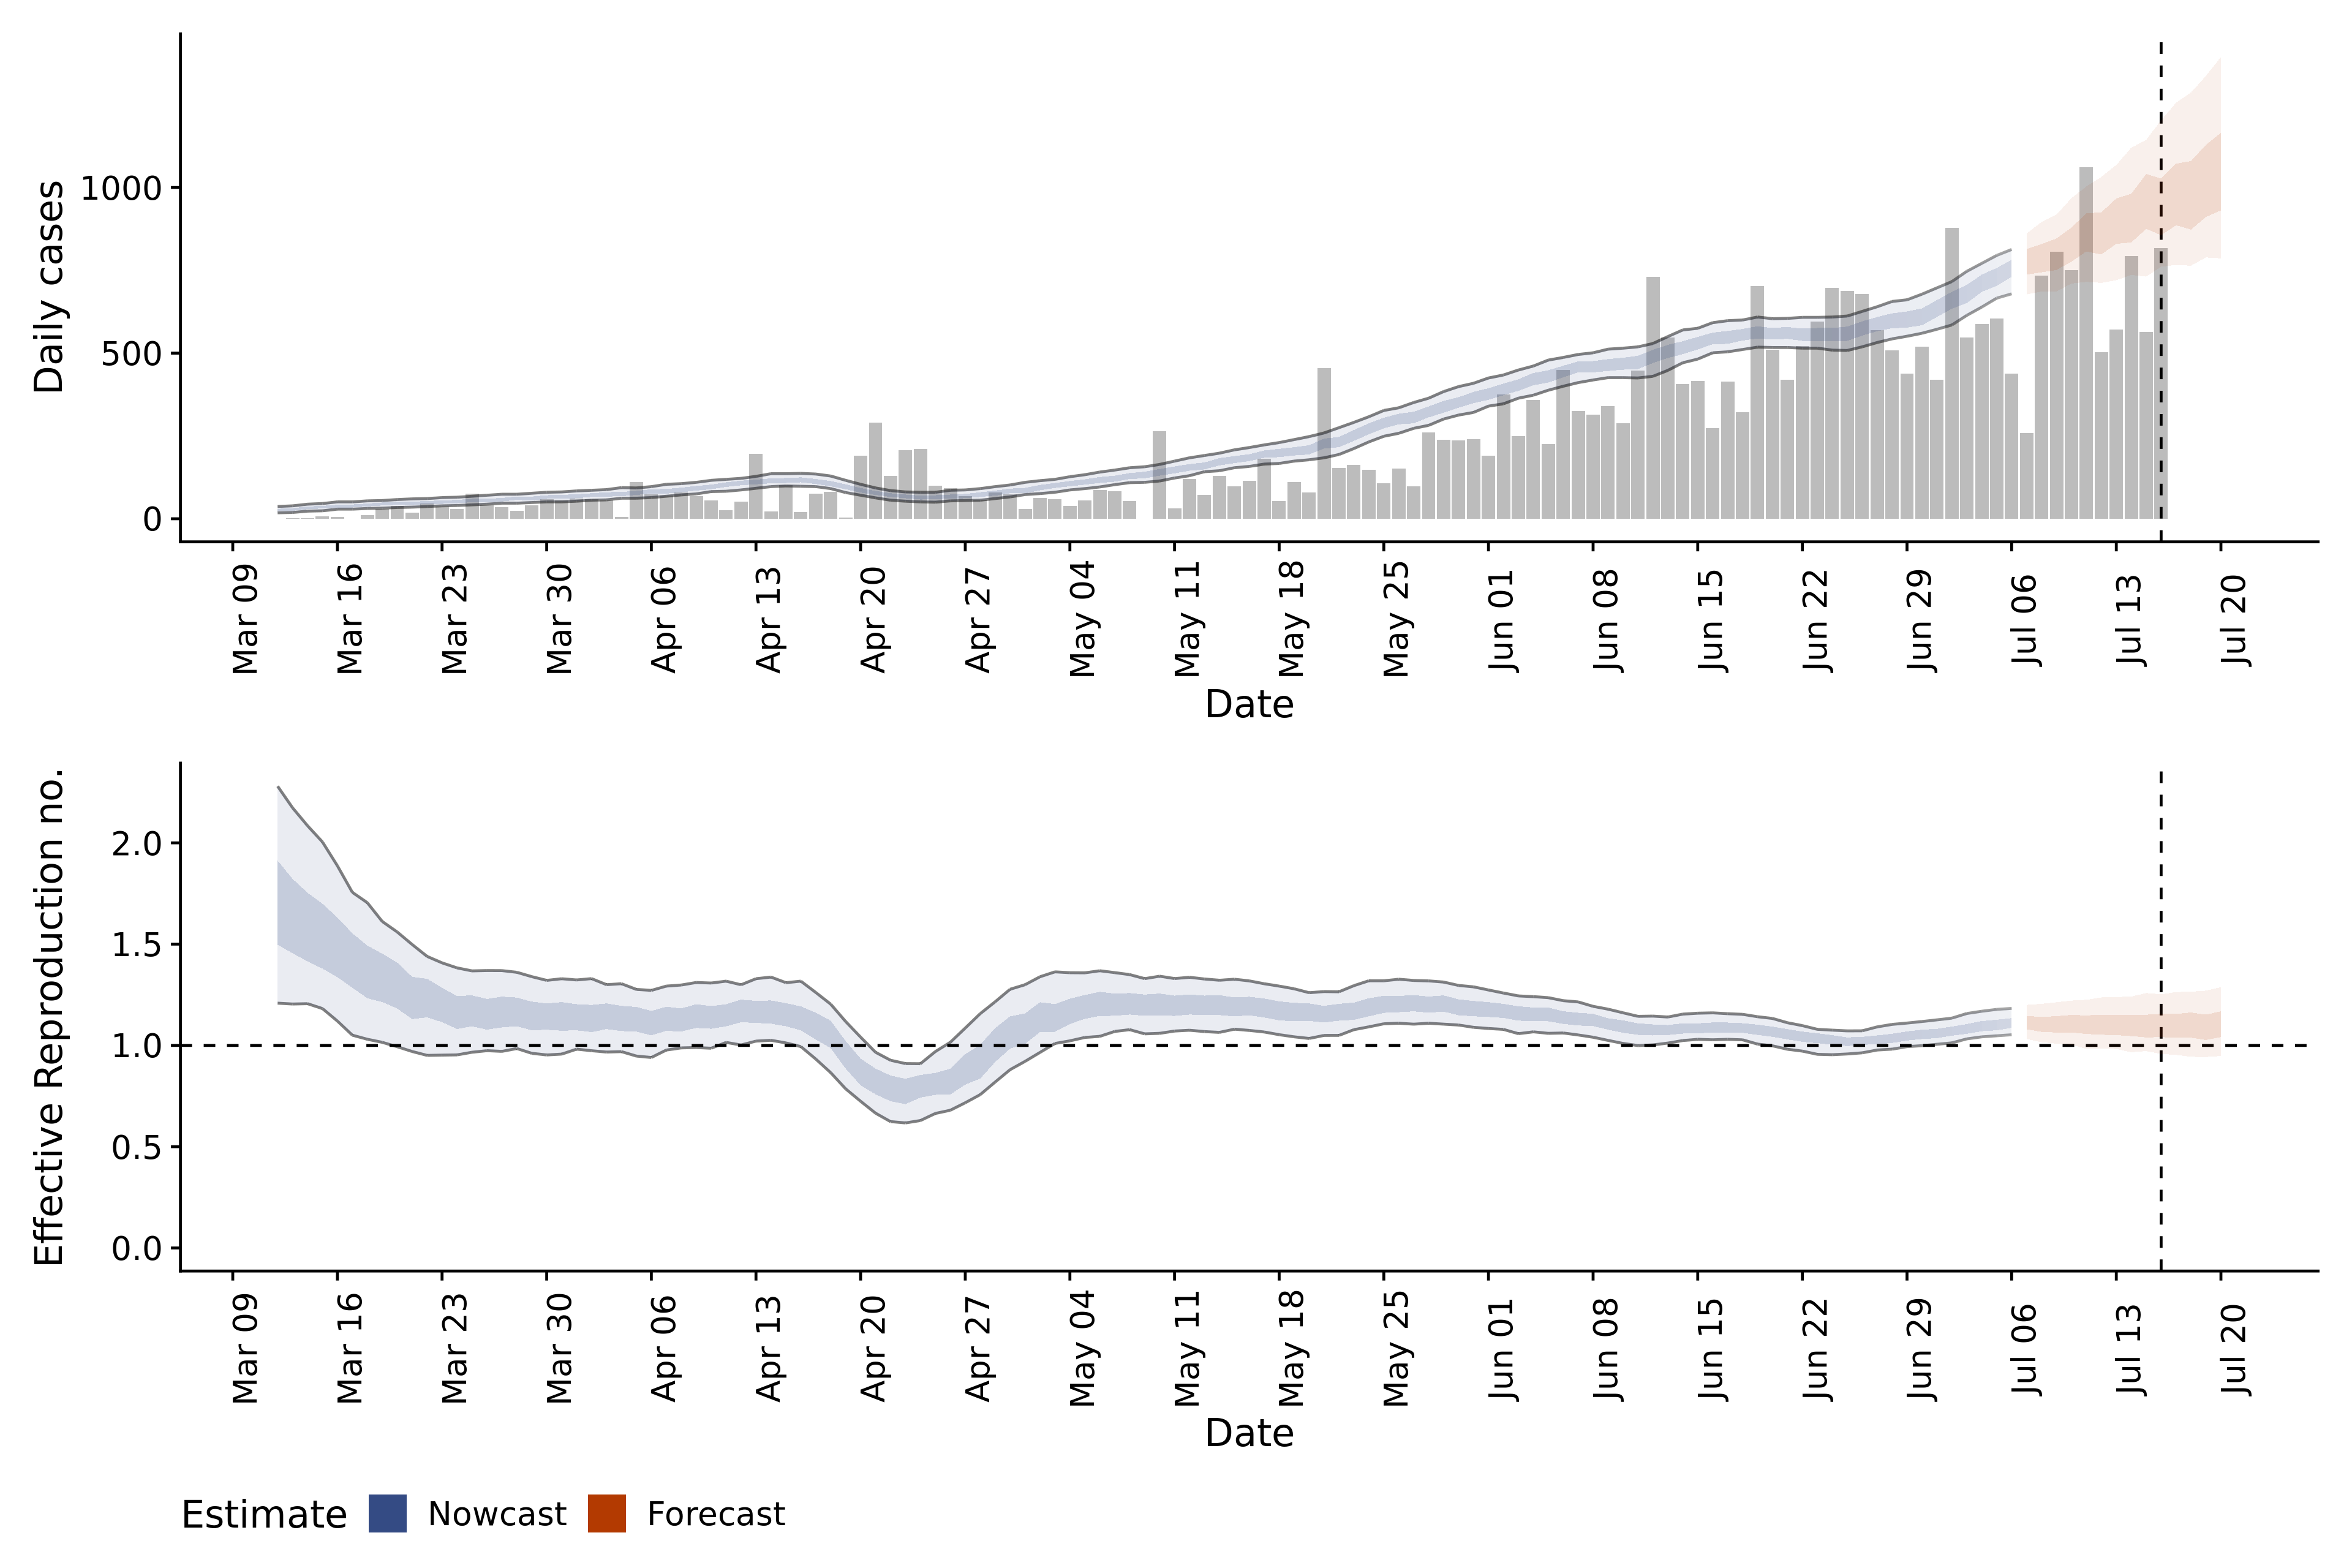 Daily cases
1000
500
0
Mar 09 Mar 16 Mar 23 Mar 30 Apr 06 Apr 13 Apr 20 Apr 27 May 04 May 11 May 18 May 25 Jun 01 Jun 08 Jun 15 Jun 22 Jun 29 Jul 06 Jul 13 Jul 20
Date
Effective Reproduction no.
2.0
1.5
1.0
0.5
0.0
Mar 09 Mar 16 Mar 23 Mar 30 Apr 06 Apr 13 Apr 20 Apr 27 May 04 May 11 May 18 May 25 Jun 01 Jun 08 Jun 15 Jun 22 Jun 29 Jul 06 Jul 13 Jul 20
Date
Estimate Nowcast Forecast